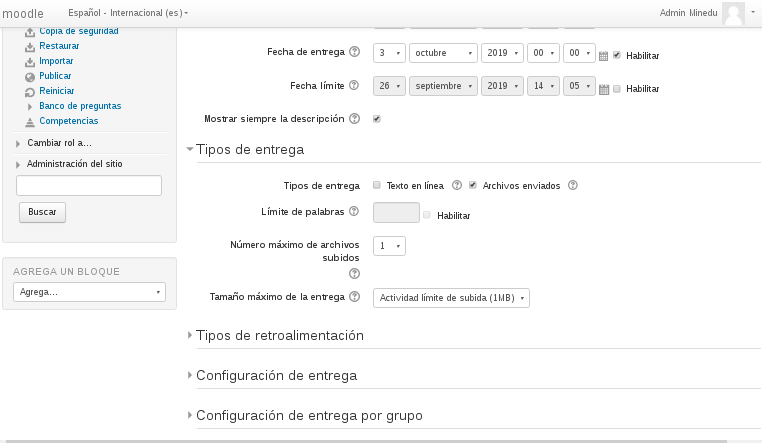 moodle Español - Internacional (es) Admin Minedu
Copia de seguridad
Restaurar
Importar
Publicar
Reiniciar
Banco de preguntas
Competencias
Cambiar rol a...
Administración del sitio
Buscar
AGREGA UN BLOQUE
Agrega...
Fecha de entrega 3 octubre 2019 00 00 Habilitar
Fecha límite 26 septiembre 2019 14 05 Habilitar
Mostrar siempre la descripción
Tipos de entrega
Tipos de entrega Texto en línea Archivos enviados
Límite de palabras Habilitar
Número máximo de archivos 1
subidos
Tamaño máximo de la entrega Actividad límite de subida (1MB)
Tipos de retroalimentación
Configuración de entrega
Configuración de entrega por grupo